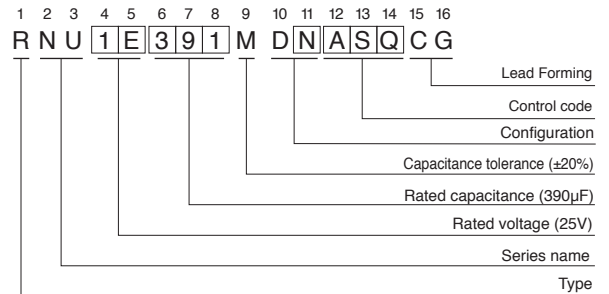 1 2 3 4 5 6 7 8 9 10 11 12 13 14 15 16
R N U 1 E 3 9 1 M D N A S Q C G
Lead Forming
Control code
Configuration
Capacitance tolerance (±20%)
Rated capacitance (390µF)
Rated voltage (25V)
Series name
Type